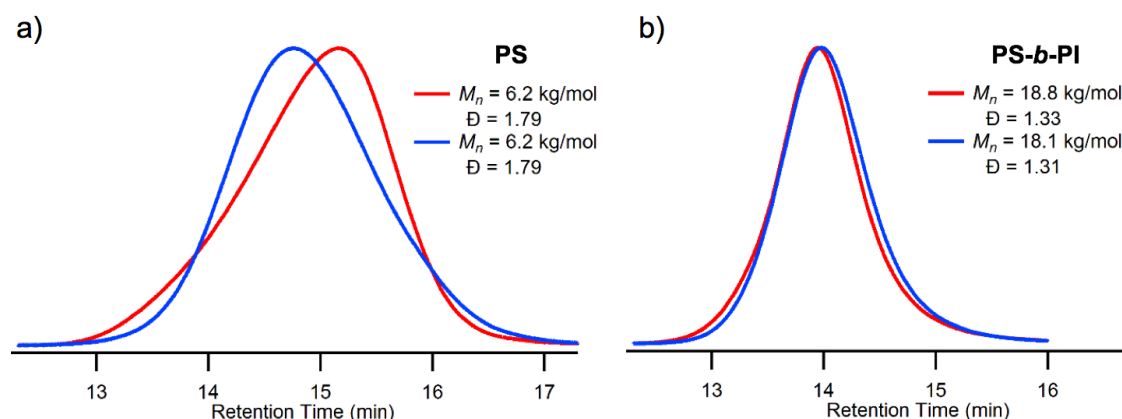 a)
PS
Mn = 6.2 kg/mol
Đ = 1.79
Mn = 6.2 kg/mol
Đ = 1.79
13 14 15 16 17
Retention Time (min)
b)
PS-b-PI
Mn = 18.8 kg/mol
Đ = 1.33
Mn = 18.1 kg/mol
Đ = 1.31
13 14 15 16
Retention Time (min)